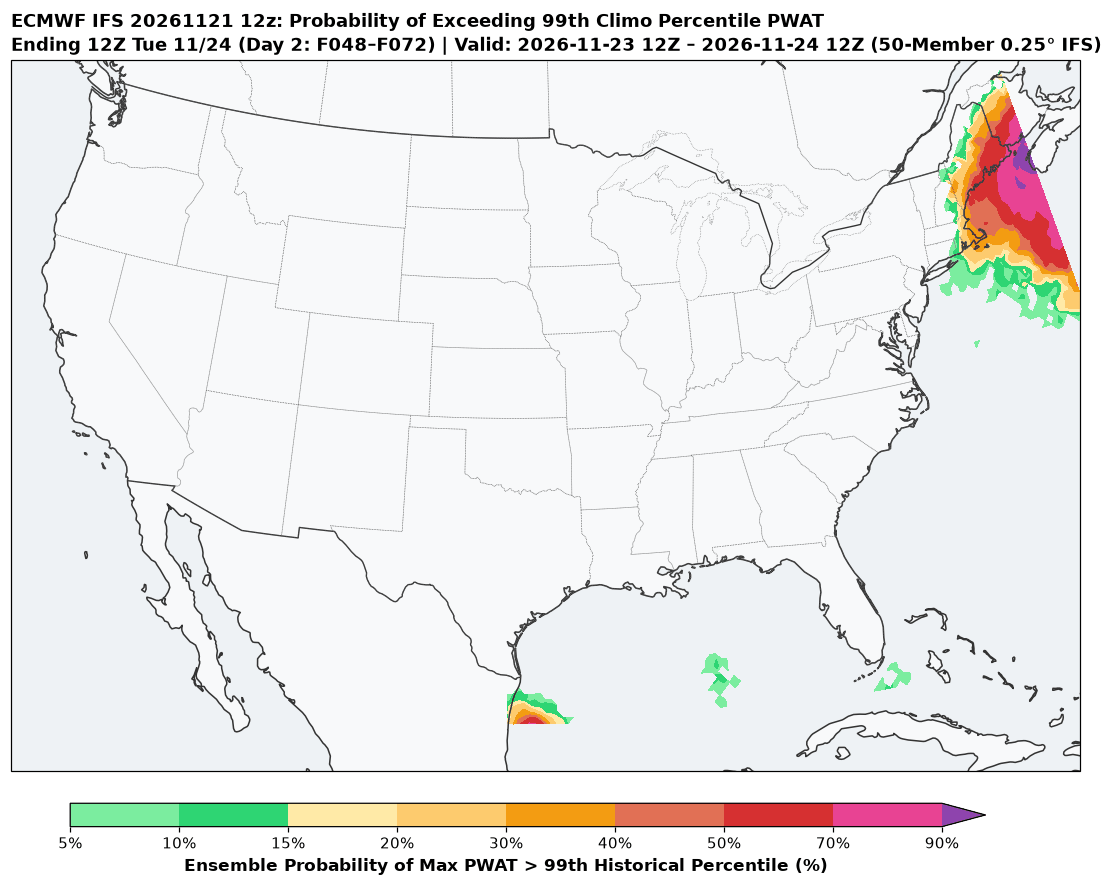 ECMWF IFS 20261121 12z: Probability of Exceeding 99th Climo Percentile PWAT
Ending 12Z Tue 11/24 (Day 2: F048–F072) | Valid: 2026-11-23 12Z – 2026-11-24 12Z (50-Member 0.25° IFS)
5% 10% 15% 20% 30% 40% 50% 70% 90%
Ensemble Probability of Max PWAT > 99th Historical Percentile (%)